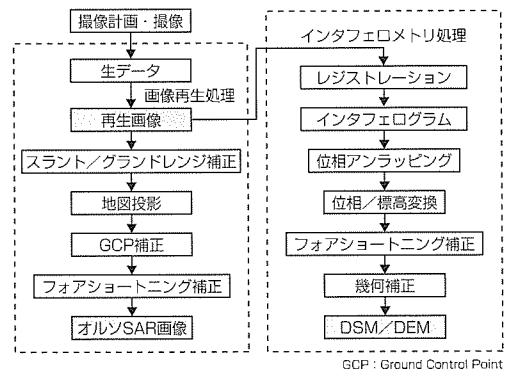 撮像計画・撮像
生データ
画像再生処理
再生画像
スラント／グランドレンジ補正
地図投影
GCP補正
フォアショートニング補正
オルソSAR画像
インタフェロメトリ処理
レジストレーション
インタフェログラム
位相アンラッピング
位相／標高変換
フォアショートニング補正
幾何補正
DSM／DEM
GCP：Ground Control Point